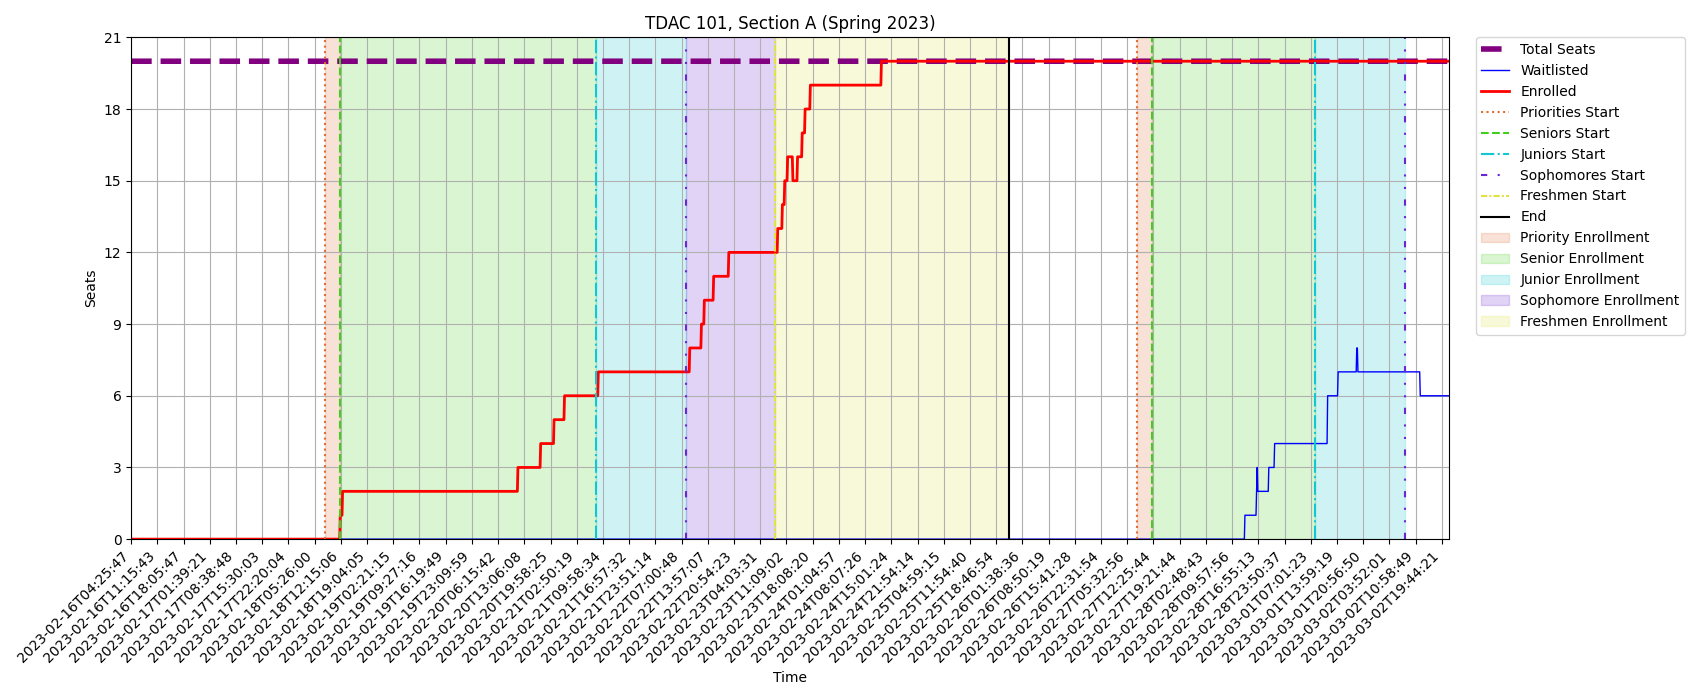 TDAC 101, Section A (Spring 2023)
21
18
15
12
9
6
3
0
Seats
2023-02-16T04:25:47
2023-02-16T11:15:43
2023-02-16T18:05:47
2023-02-17T01:39:21
2023-02-17T08:38:48
2023-02-17T15:30:03
2023-02-17T22:20:04
2023-02-18T05:26:00
2023-02-18T12:15:06
2023-02-18T19:04:05
2023-02-19T02:21:15
2023-02-19T09:27:16
2023-02-19T16:19:49
2023-02-19T23:09:59
2023-02-20T06:15:42
2023-02-20T13:06:08
2023-02-20T19:58:25
2023-02-21T02:50:19
2023-02-21T09:58:34
2023-02-21T16:57:32
2023-02-21T23:51:14
2023-02-22T07:00:48
2023-02-22T13:57:07
2023-02-22T20:54:23
2023-02-23T04:03:31
2023-02-23T11:09:02
2023-02-23T18:08:20
2023-02-24T01:04:57
2023-02-24T08:07:26
2023-02-24T15:01:24
2023-02-24T21:54:14
2023-02-25T04:59:15
2023-02-25T11:54:40
2023-02-25T18:46:54
2023-02-26T01:38:36
2023-02-26T08:50:19
2023-02-26T15:41:28
2023-02-26T22:31:54
2023-02-27T05:32:56
2023-02-27T12:25:44
2023-02-27T19:21:44
2023-02-28T02:48:43
2023-02-28T09:57:56
2023-02-28T16:55:13
2023-02-28T23:50:37
2023-03-01T07:01:23
2023-03-01T13:59:19
2023-03-01T20:56:50
2023-03-02T03:52:01
2023-03-02T10:58:49
2023-03-02T19:44:21
Time
Total Seats
Waitlisted
Enrolled
Priorities Start
Seniors Start
Juniors Start
Sophomores Start
Freshmen Start
End
Priority Enrollment
Senior Enrollment
Junior Enrollment
Sophomore Enrollment
Freshmen Enrollment